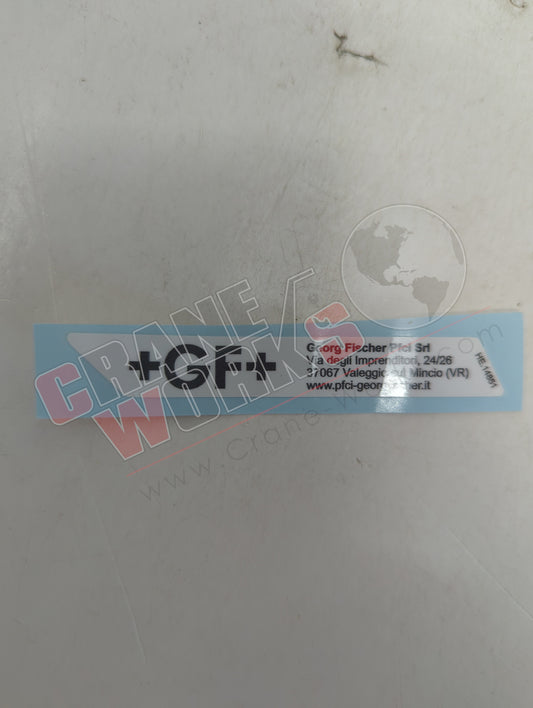 +GF+
Georg Fischer Pfci Srl
Via degli Imprenditori, 24/26
37067 Valeggio sul Mincio (VR)
www.pfci-georgfischer.it
CRANE
WORKS
www.Crane-Works.com